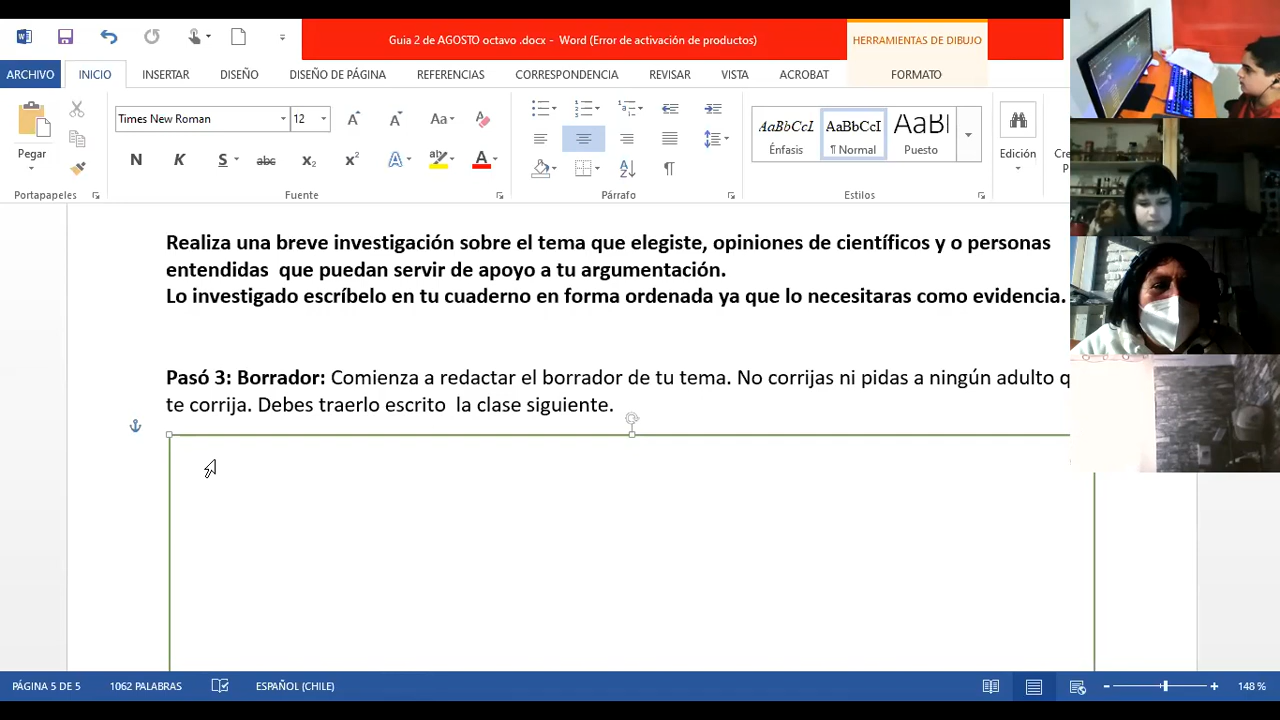 Guia 2 de AGOSTO octavo .docx - Word (Error de activación de productos)
HERRAMIENTAS DE DIBUJO
ARCHIVO INICIO INSERTAR DISEÑO DISEÑO DE PÁGINA REFERENCIAS CORRESPONDENCIA REVISAR VISTA ACROBAT FORMATO
Pegar
Portapapeles
Times New Roman 12
Aa
N K S abc x₂ x² A A
Fuente
Párrafo
AaBbCcI AaBbCcI AaBl
Énfasis ¶ Normal Puesto
Estilos
Edición
Realiza una breve investigación sobre el tema que elegiste, opiniones de científicos y o personas
entendidas que puedan servir de apoyo a tu argumentación.
Lo investigado escríbelo en tu cuaderno en forma ordenada ya que lo necesitaras como evidencia.
Pasó 3: Borrador: Comienza a redactar el borrador de tu tema. No corrijas ni pidas a ningún adulto q
te corrija. Debes traerlo escrito la clase siguiente.
PÁGINA 5 DE 5 1062 PALABRAS ESPAÑOL (CHILE) 148 %